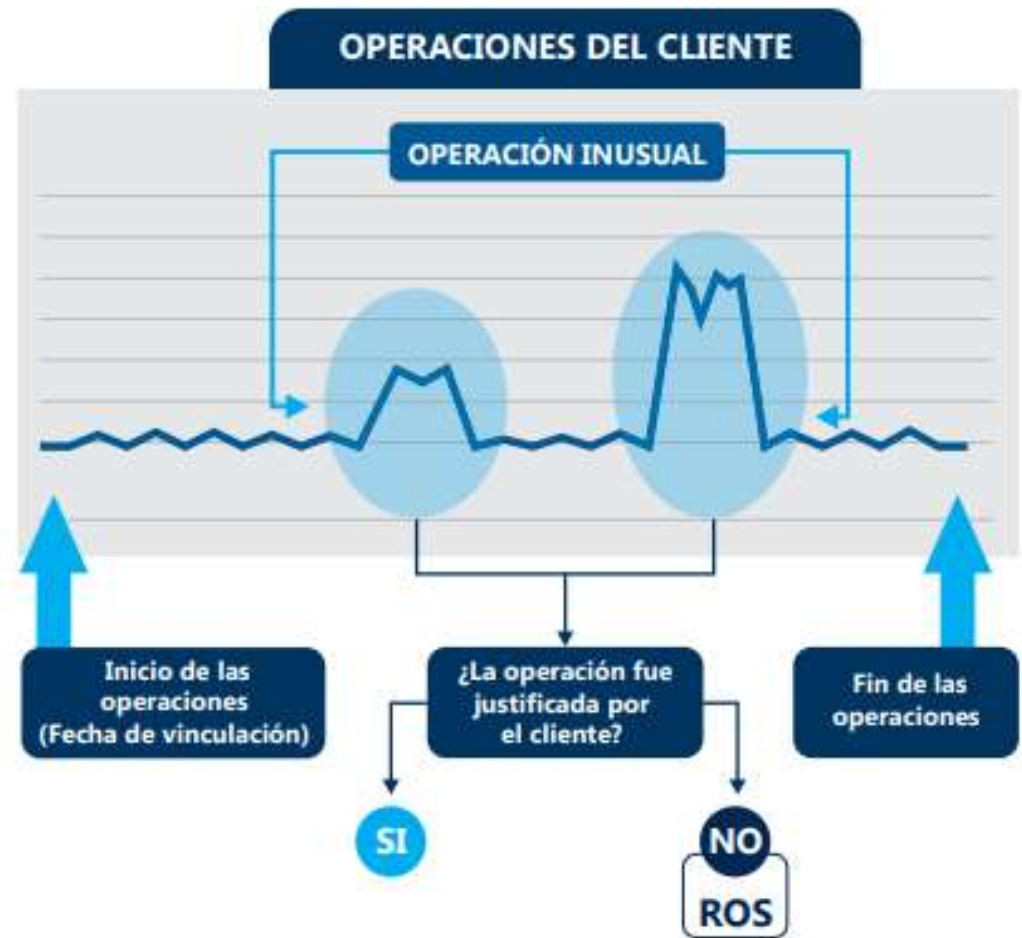 OPERACIONES DEL CLIENTE
OPERACIÓN INUSUAL
Inicio de las
operaciones
(Fecha de vinculación)
¿La operación fue
justificada por
el cliente?
Fin de las
operaciones
SI
NO
ROS